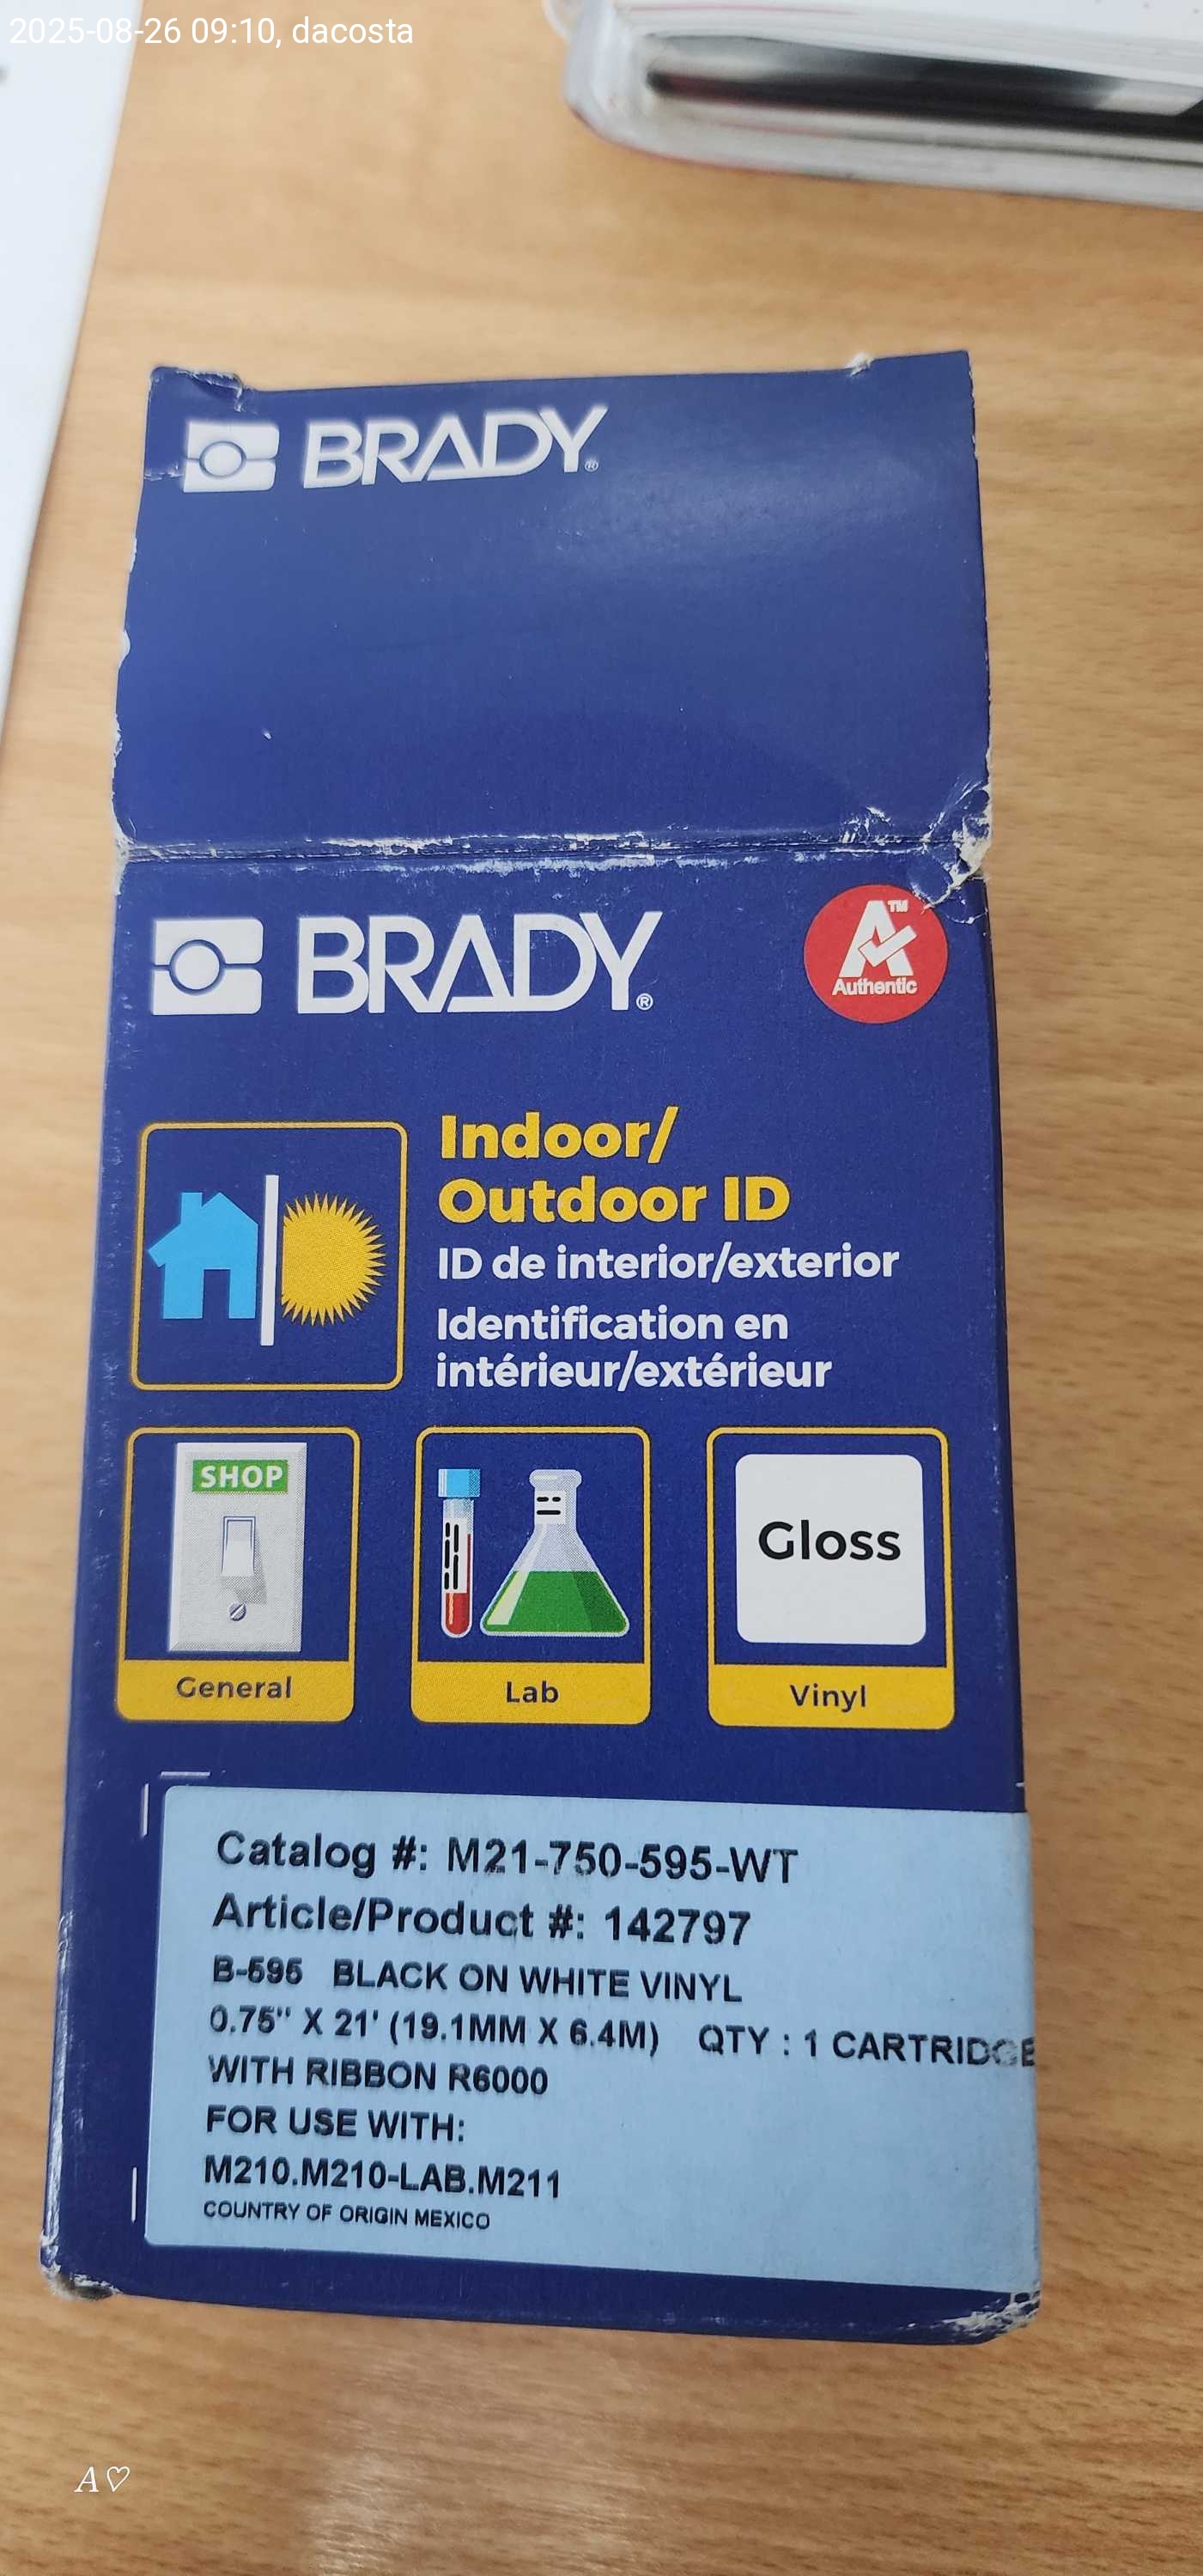 2025-08-26 09:10, dacosta
BRADY®
BRADY®
A™
Authentic
Indoor/
Outdoor ID
ID de interior/exterior
Identification en
intérieur/extérieur
SHOP
Gloss
General
Lab
Vinyl
Catalog #: M21-750-595-WT
Article/Product #: 142797
B-595 BLACK ON WHITE VINYL
0.75" X 21' (19.1MM X 6.4M) QTY : 1 CARTRIDGE
WITH RIBBON R6000
FOR USE WITH:
M210.M210-LAB.M211
COUNTRY OF ORIGIN MEXICO
A♡